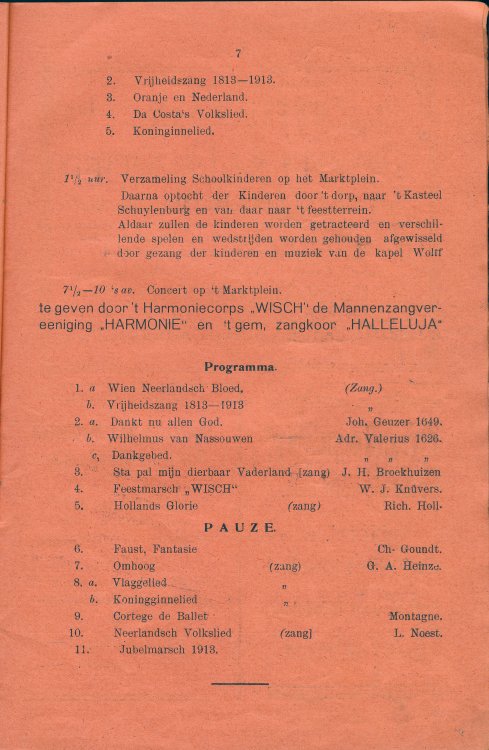 7
2. Vrijheidszang 1813—1913.
3. Oranje en Nederland.
4. Da Costa's Volkslied.
5. Koninginnelied.
1½ uur. Verzameling Schoolkinderen op het Marktplein.
Daarna optocht der Kinderen door 't dorp, naar 't Kasteel
Schuylenburg en van daar naar 't feestterrein.
Aldaar zullen de kinderen worden getracteerd en verschil-
lende spelen en wedstrijden worden gehouden afgewisseld
door gezang der kinderen en muziek van de kapel Wolff
7½—10 's av. Concert op 't Marktplein.
te geven door 't Harmoniecorps „WISCH" de Mannenzangver-
eeniging „HARMONIE" en 't gem, zangkoor „HALLELUJA"
Programma.
1. a Wien Neerlandsch Bloed. (Zang.)
b. Vrijheidszang 1813—1913 „
2. a. Dankt nu allen God. Joh. Geuzer 1649.
b. Wilhelmus van Nassouwen Adr. Valerius 1626.
c, Dankgebed. „ „ „
3. Sta pal mijn dierbaar Vaderland (zang) J. H. Broekhuizen
4. Feestmarsch „WISCH" W. J. Knüvers.
5. Hollands Glorie (zang) Rich. Holl.
PAUZE.
6. Faust, Fantasie Ch. Goundt.
7. Omhoog (zang) G. A. Heinze.
8. a. Vlaggelied „
b. Koningginnelied „
9. Cortege de Ballet Montagne.
10. Neerlandsch Volkslied (zang] L. Noest.
11. Jubelmarsch 1913.